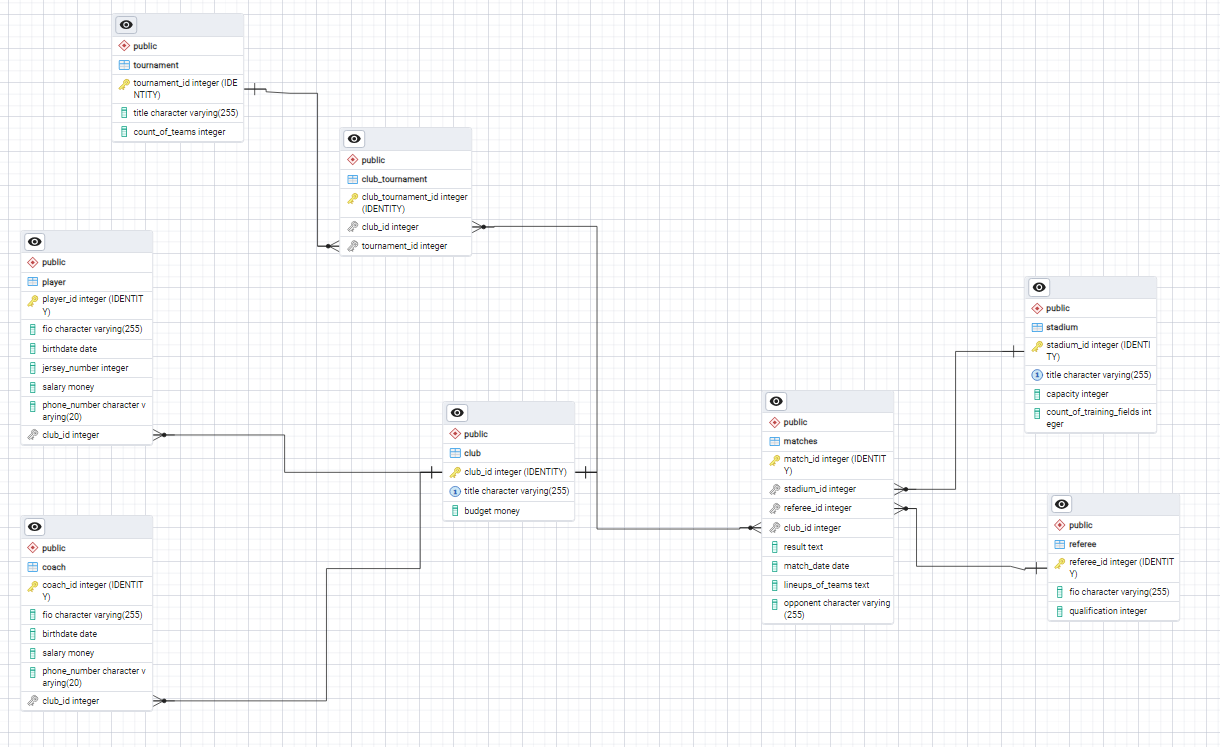 public
tournament
tournament_id integer (IDE
NTITY)
title character varying(255)
count_of_teams integer
public
club_tournament
club_tournament_id integer
(IDENTITY)
club_id integer
tournament_id integer
public
player
player_id integer (IDENTIT
Y)
fio character varying(255)
birthdate date
jersey_number integer
salary money
phone_number character v
arying(20)
club_id integer
public
coach
coach_id integer (IDENTIT
Y)
fio character varying(255)
birthdate date
salary money
phone_number character v
arying(20)
club_id integer
public
club
club_id integer (IDENTITY)
1 title character varying(255)
budget money
public
matches
match_id integer (IDENTIT
Y)
stadium_id integer
referee_id integer
club_id integer
result text
match_date date
lineups_of_teams text
opponent character varying
(255)
public
stadium
stadium_id integer (IDENTI
TY)
1 title character varying(255)
capacity integer
count_of_training_fields int
eger
public
referee
referee_id integer (IDENTIT
Y)
fio character varying(255)
qualification integer